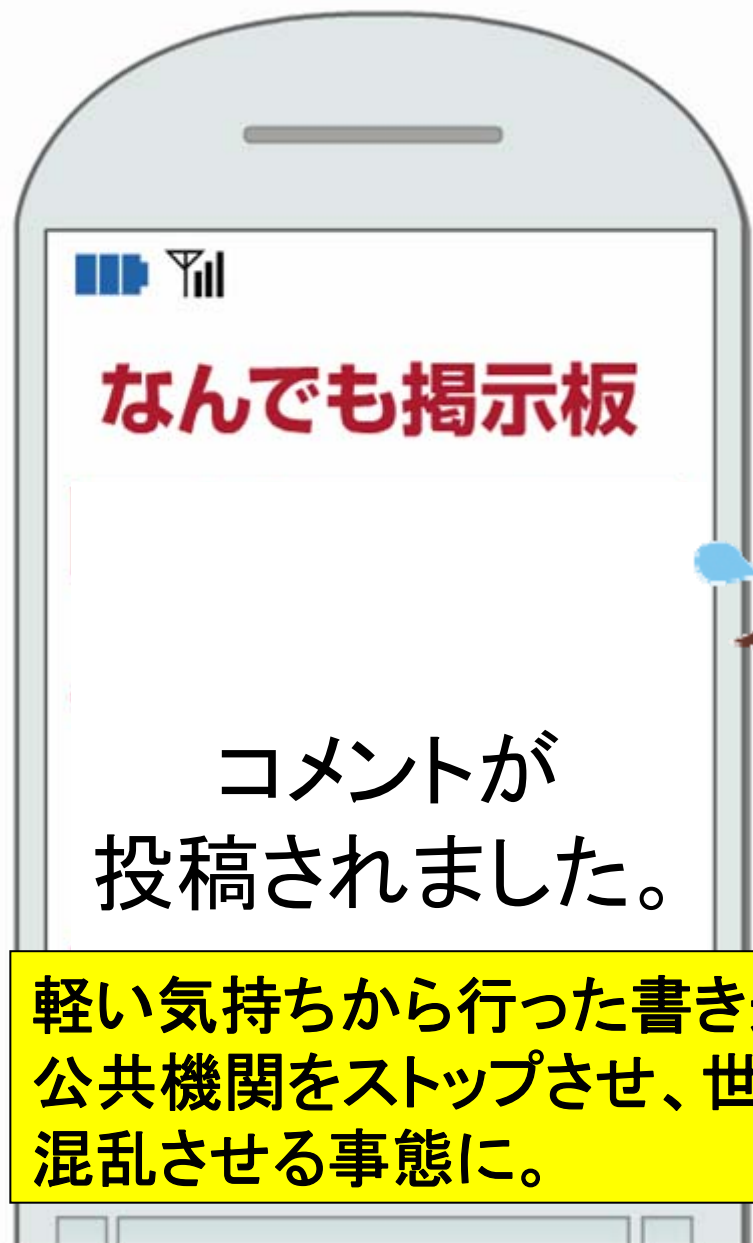 なんでも掲示板
コメントが
投稿されました。
軽い気持ちから行った書き
公共機関をストップさせ、世
混乱させる事態に。